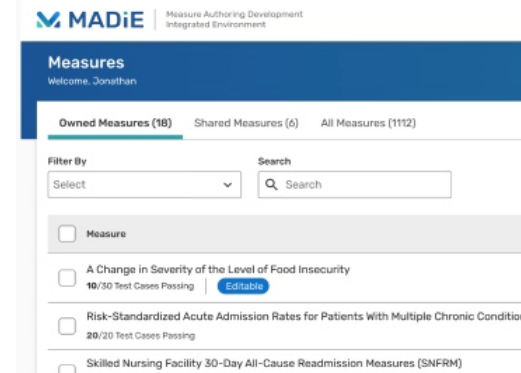 MADiE
Measure Authoring Development
Integrated Environment
Measures
Welcome, Jonathan
Owned Measures (18) Shared Measures (6) All Measures (1112)
Filter By Search
Select Search
Measure
A Change in Severity of the Level of Food Insecurity
10/30 Test Cases Passing Editable
Risk-Standardized Acute Admission Rates for Patients With Multiple Chronic Conditio
20/20 Test Cases Passing
Skilled Nursing Facility 30-Day All-Cause Readmission Measures (SNFRM)